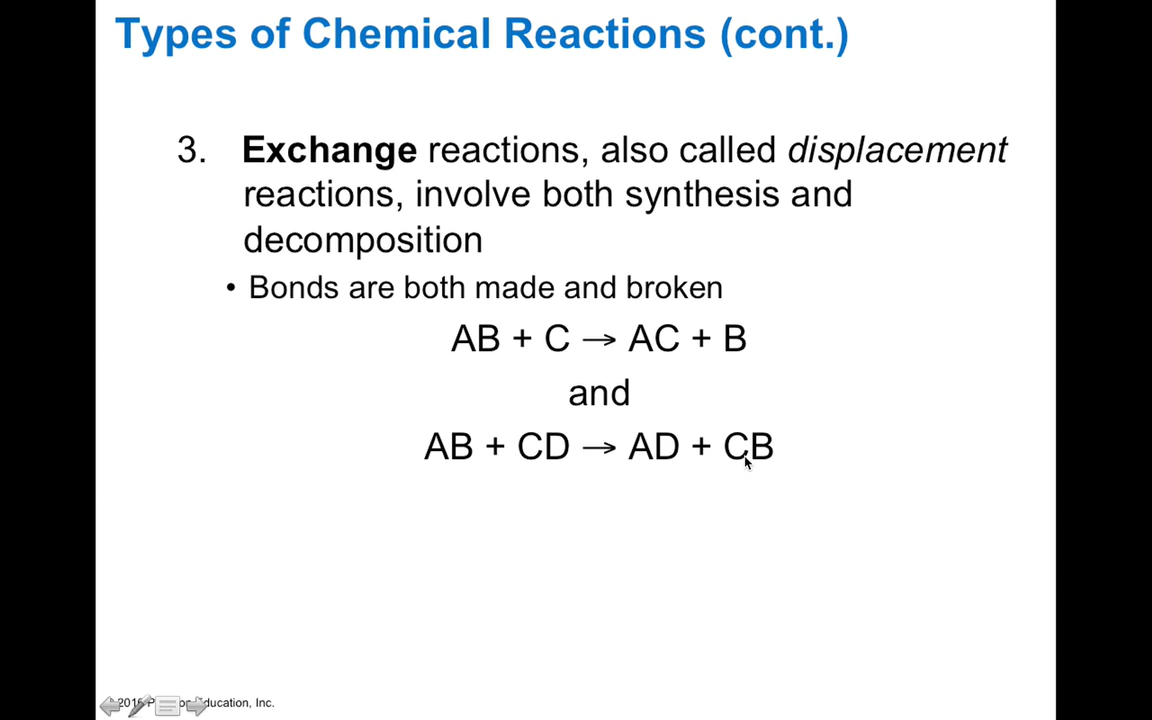 Types of Chemical Reactions (cont.)
3. Exchange reactions, also called displacement
reactions, involve both synthesis and
decomposition
• Bonds are both made and broken
AB + C → AC + B
and
AB + CD → AD + CB
Inc.